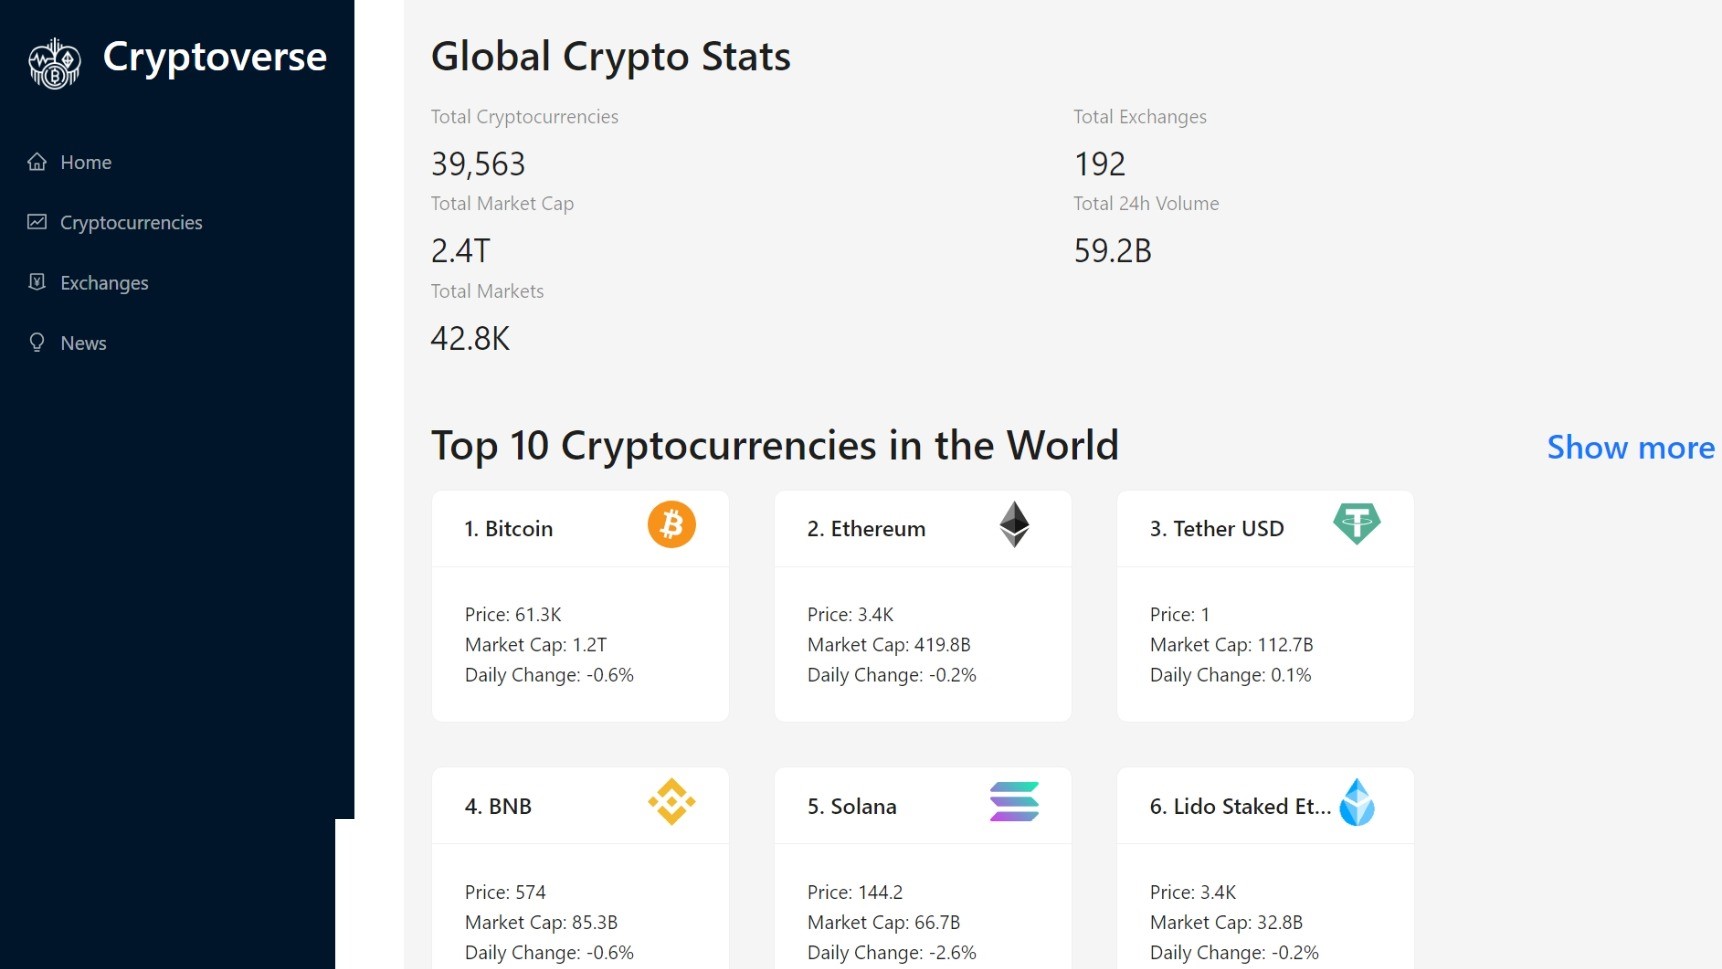 Cryptoverse
Home
Cryptocurrencies
Exchanges
News
Global Crypto Stats
Total Cryptocurrencies
39,563
Total Exchanges
192
Total Market Cap
2.4T
Total 24h Volume
59.2B
Total Markets
42.8K
Top 10 Cryptocurrencies in the World
Show more
1. Bitcoin
Price: 61.3K
Market Cap: 1.2T
Daily Change: -0.6%
2. Ethereum
Price: 3.4K
Market Cap: 419.8B
Daily Change: -0.2%
3. Tether USD
Price: 1
Market Cap: 112.7B
Daily Change: 0.1%
4. BNB
Price: 574
Market Cap: 85.3B
Daily Change: -0.6%
5. Solana
Price: 144.2
Market Cap: 66.7B
Daily Change: -2.6%
6. Lido Staked Et...
Price: 3.4K
Market Cap: 32.8B
Daily Change: -0.2%